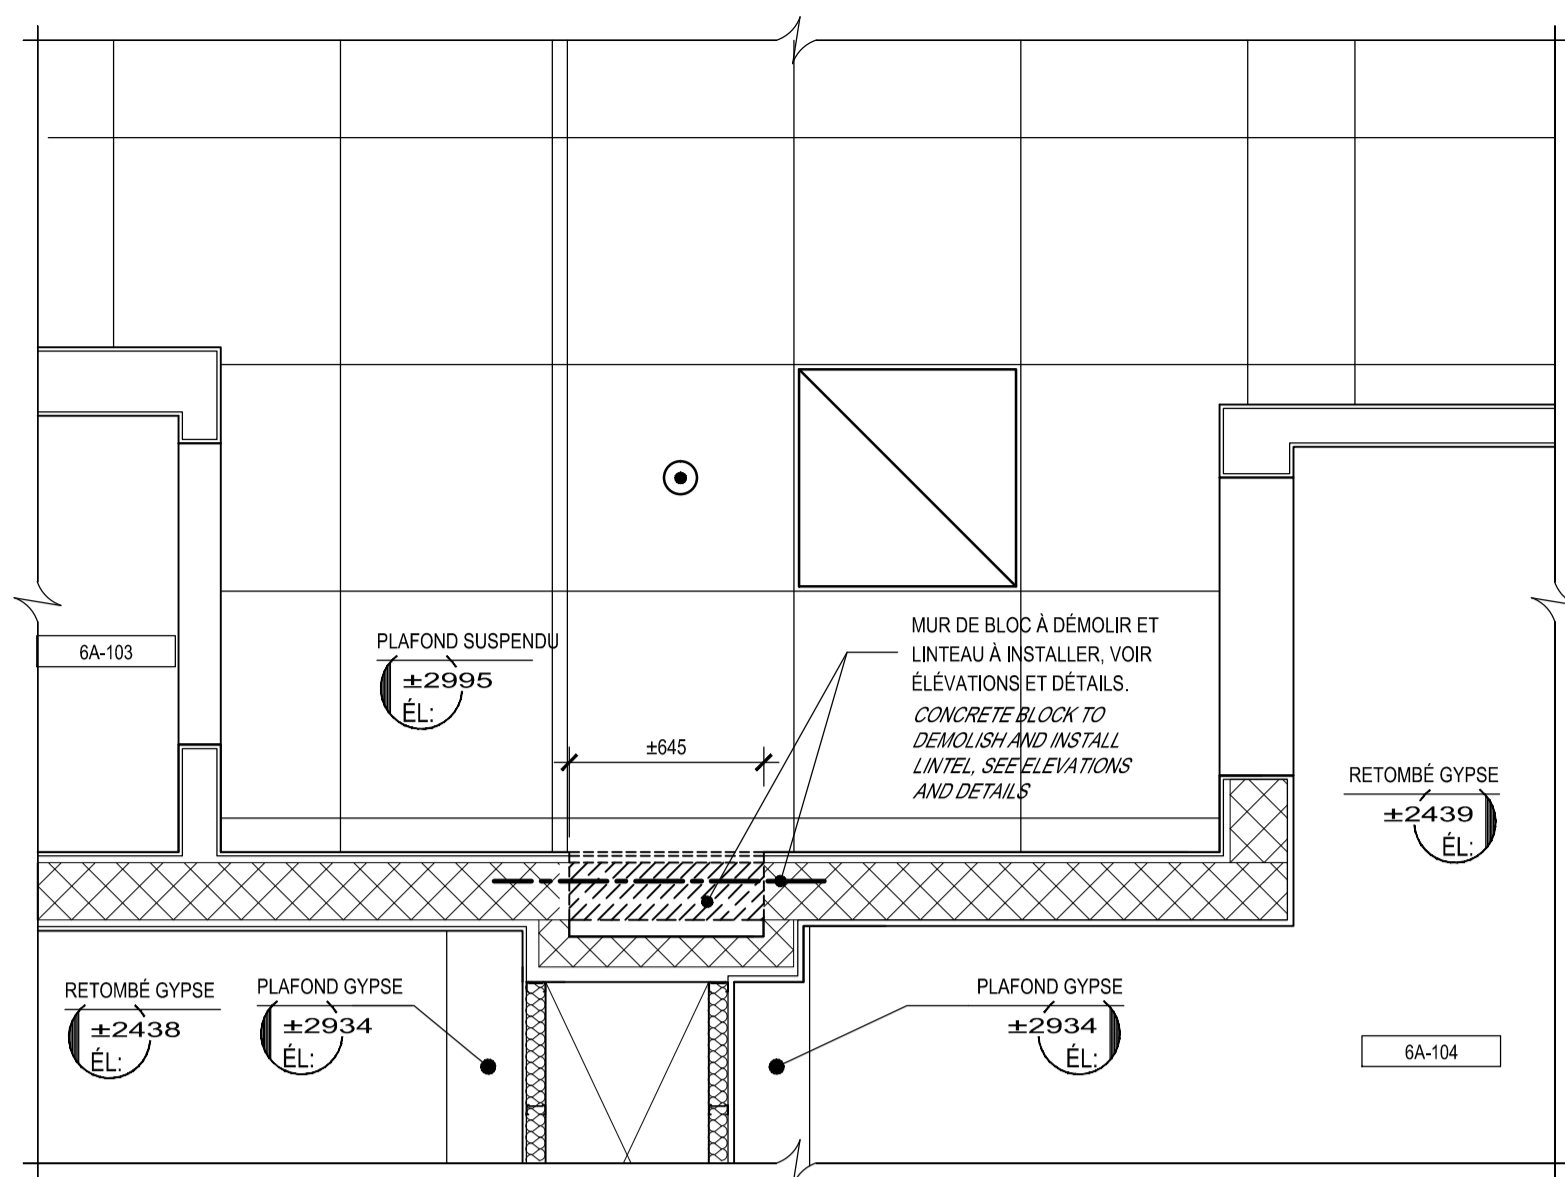 MUR DE BLOC À DÉMOLIR ET
LINTEAU À INSTALLER, VOIR
ÉLÉVATIONS ET DÉTAILS.
CONCRETE BLOCK TO
DEMOLISH AND INSTALL
LINTEL, SEE ELEVATIONS
AND DETAILS
6A-103
PLAFOND SUSPENDU
±2995
ÉL:
±645
RETOMBÉ GYPSE
±2439
ÉL:
RETOMBÉ GYPSE
±2438
ÉL:
PLAFOND GYPSE
±2934
ÉL:
PLAFOND GYPSE
±2934
ÉL:
6A-104